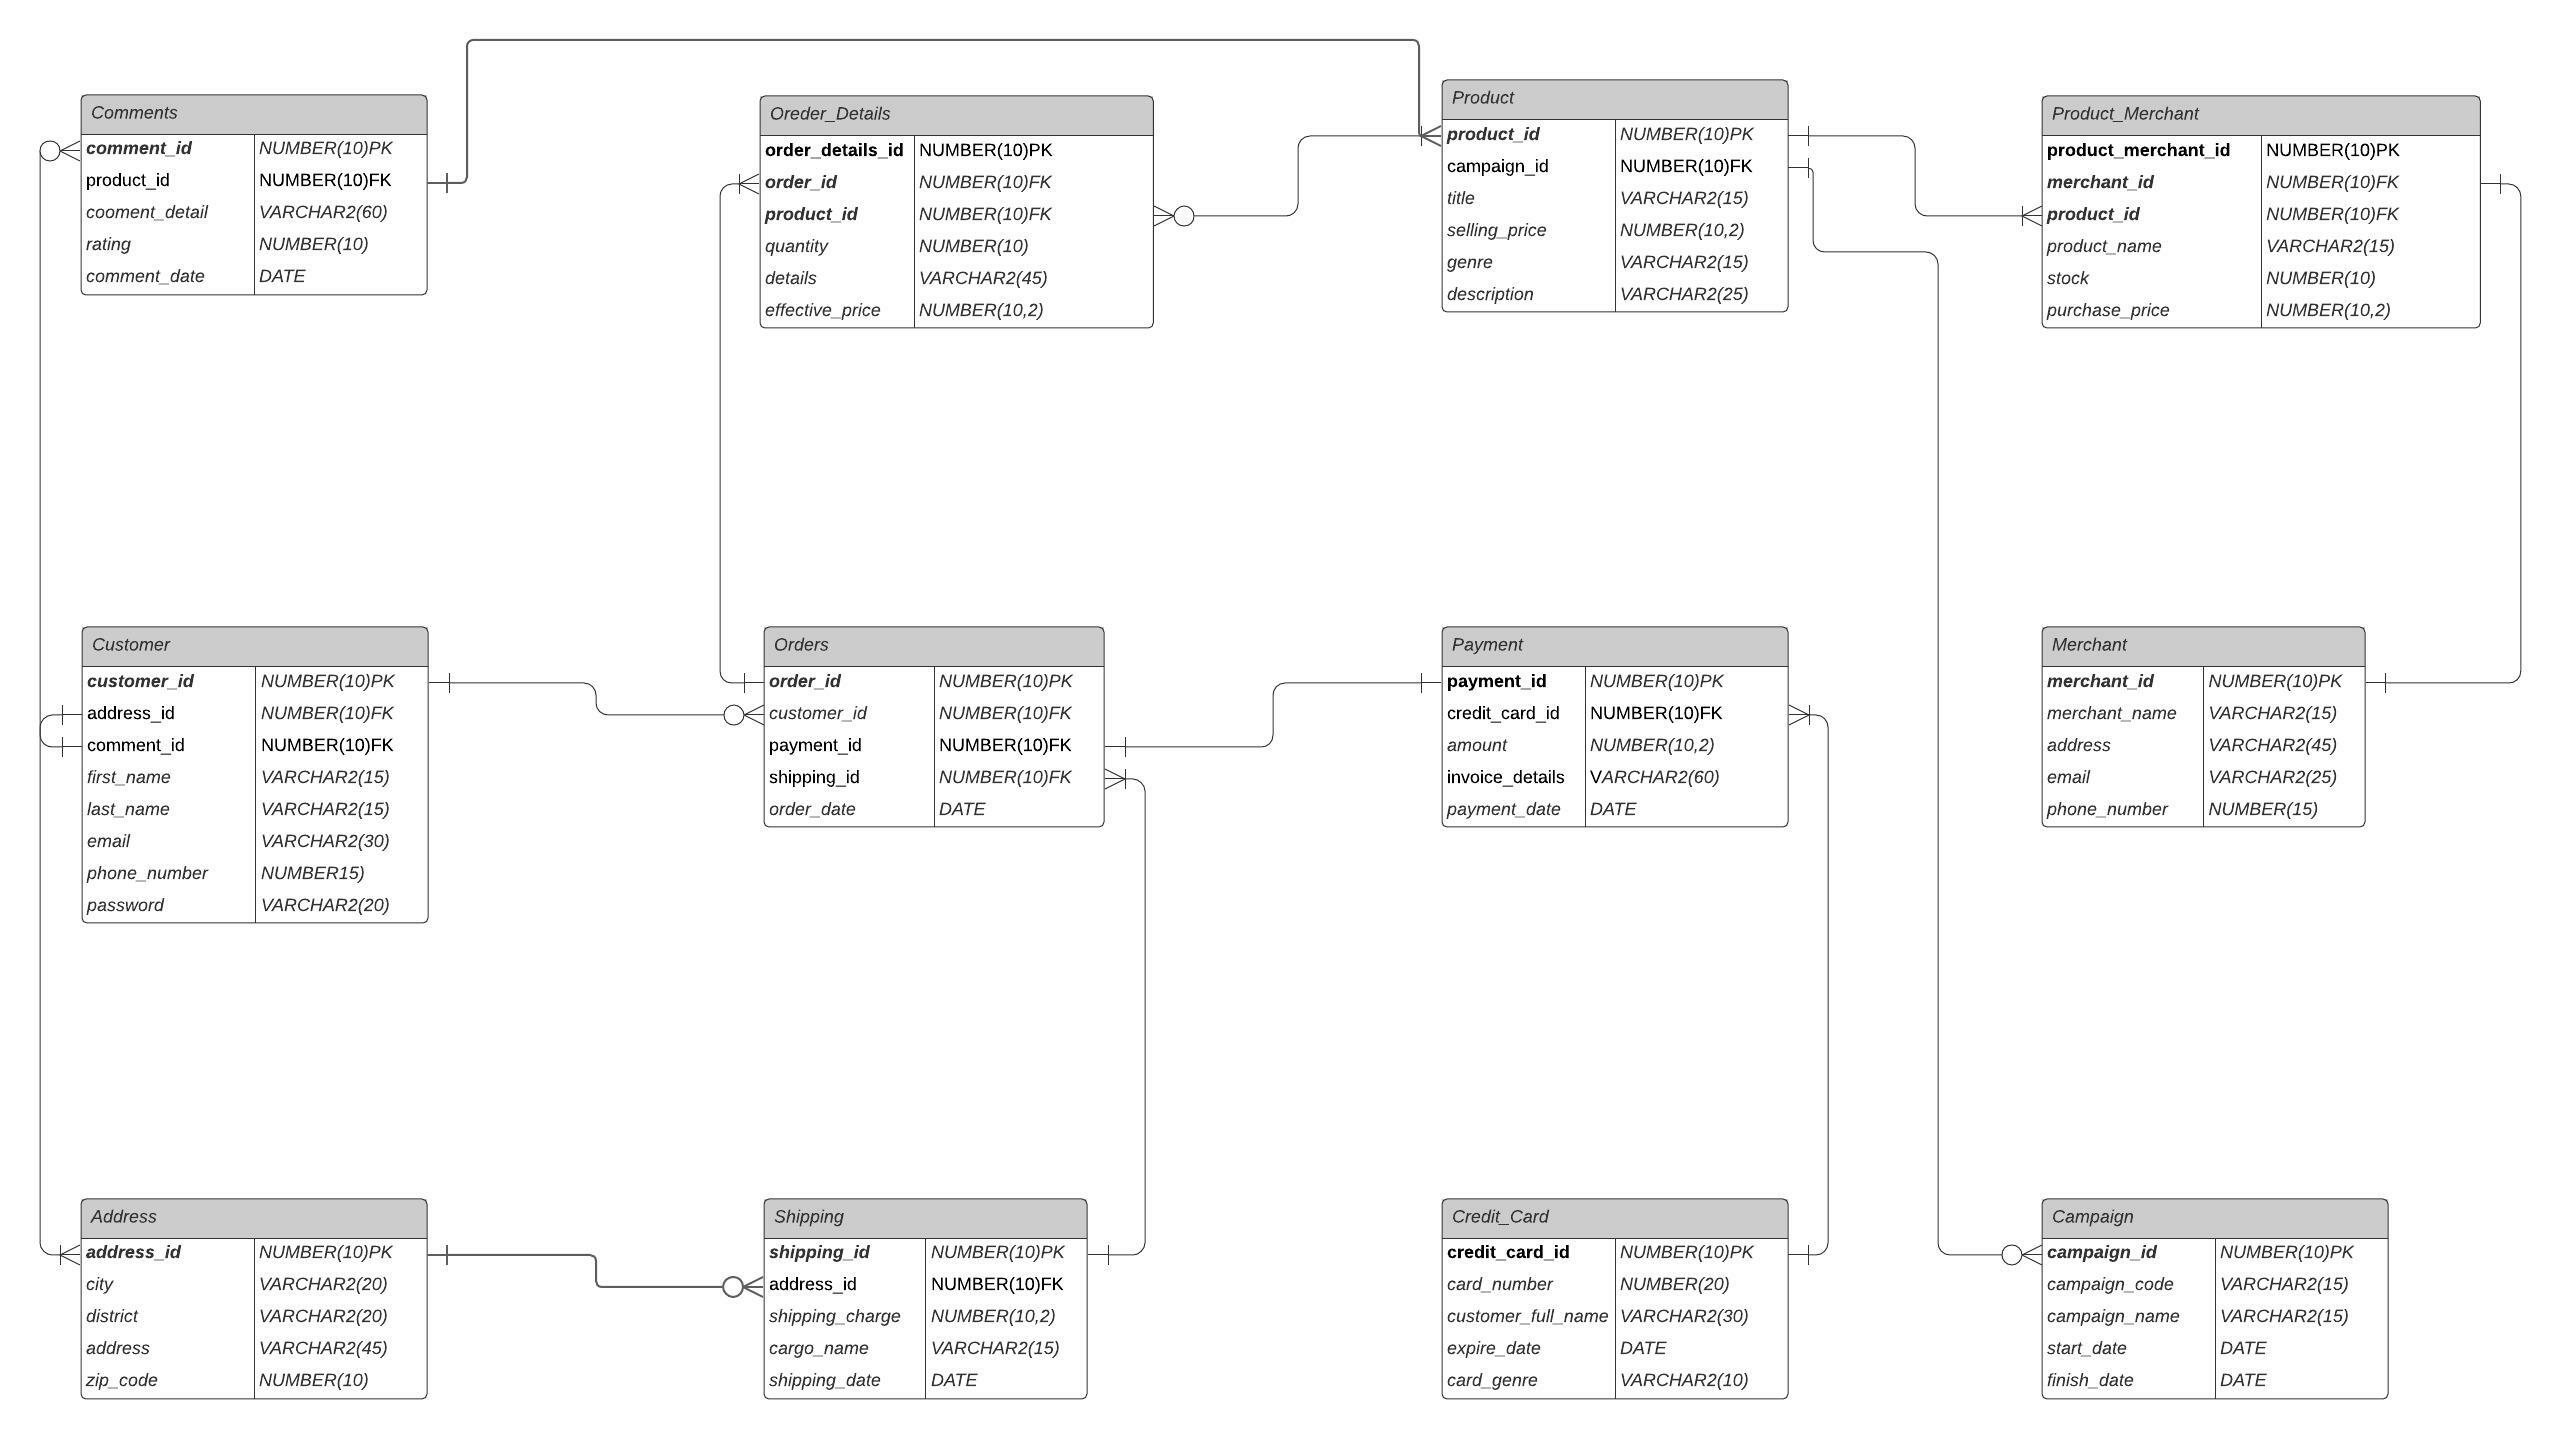 Comments
comment_id NUMBER(10)PK
product_id NUMBER(10)FK
cooment_detail VARCHAR2(60)
rating NUMBER(10)
comment_date DATE
Oreder_Details
order_details_id NUMBER(10)PK
order_id NUMBER(10)FK
product_id NUMBER(10)FK
quantity NUMBER(10)
details VARCHAR2(45)
effective_price NUMBER(10,2)
Product
product_id NUMBER(10)PK
campaign_id NUMBER(10)FK
title VARCHAR2(15)
selling_price NUMBER(10,2)
genre VARCHAR2(15)
description VARCHAR2(25)
Product_Merchant
product_merchant_id NUMBER(10)PK
merchant_id NUMBER(10)FK
product_id NUMBER(10)FK
product_name VARCHAR2(15)
stock NUMBER(10)
purchase_price NUMBER(10,2)
Customer
customer_id NUMBER(10)PK
address_id NUMBER(10)FK
comment_id NUMBER(10)FK
first_name VARCHAR2(15)
last_name VARCHAR2(15)
email VARCHAR2(30)
phone_number NUMBER15)
password VARCHAR2(20)
Orders
order_id NUMBER(10)PK
customer_id NUMBER(10)FK
payment_id NUMBER(10)FK
shipping_id NUMBER(10)FK
order_date DATE
Payment
payment_id NUMBER(10)PK
credit_card_id NUMBER(10)FK
amount NUMBER(10,2)
invoice_details VARCHAR2(60)
payment_date DATE
Merchant
merchant_id NUMBER(10)PK
merchant_name VARCHAR2(15)
address VARCHAR2(45)
email VARCHAR2(25)
phone_number NUMBER(15)
Address
address_id NUMBER(10)PK
city VARCHAR2(20)
district VARCHAR2(20)
address VARCHAR2(45)
zip_code NUMBER(10)
Shipping
shipping_id NUMBER(10)PK
address_id NUMBER(10)FK
shipping_charge NUMBER(10,2)
cargo_name VARCHAR2(15)
shipping_date DATE
Credit_Card
credit_card_id NUMBER(10)PK
card_number NUMBER(20)
customer_full_name VARCHAR2(30)
expire_date DATE
card_genre VARCHAR2(10)
Campaign
campaign_id NUMBER(10)PK
campaign_code VARCHAR2(15)
campaign_name VARCHAR2(15)
start_date DATE
finish_date DATE